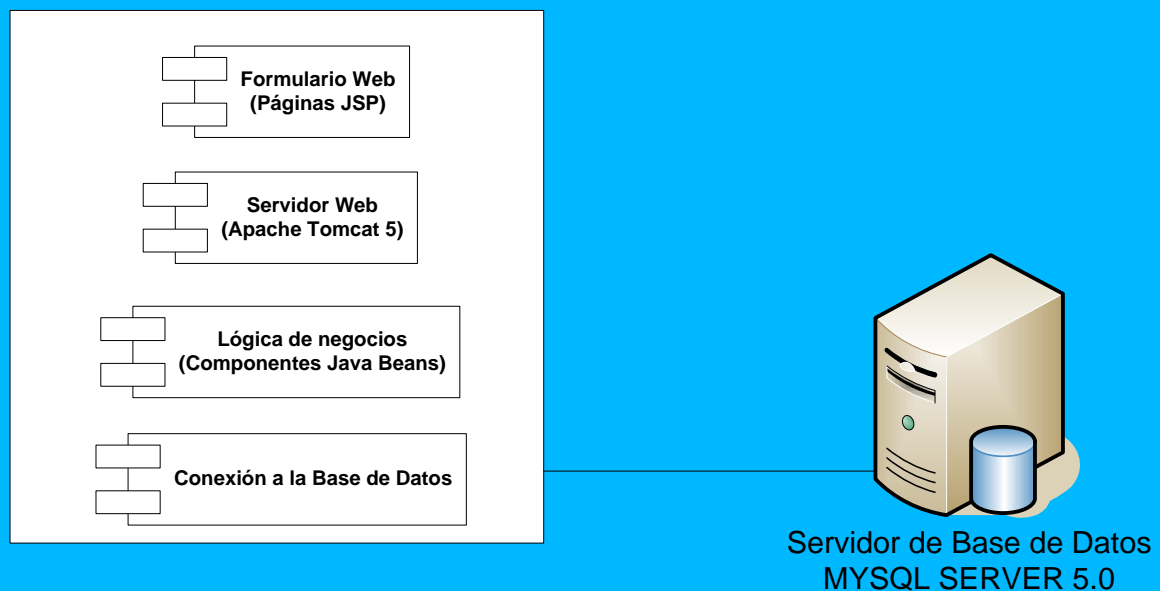 Formulario Web
(Páginas JSP)
Servidor Web
(Apache Tomcat 5)
Lógica de negocios
(Componentes Java Beans)
Conexión a la Base de Datos
Servidor de Base de Datos
MYSQL SERVER 5.0